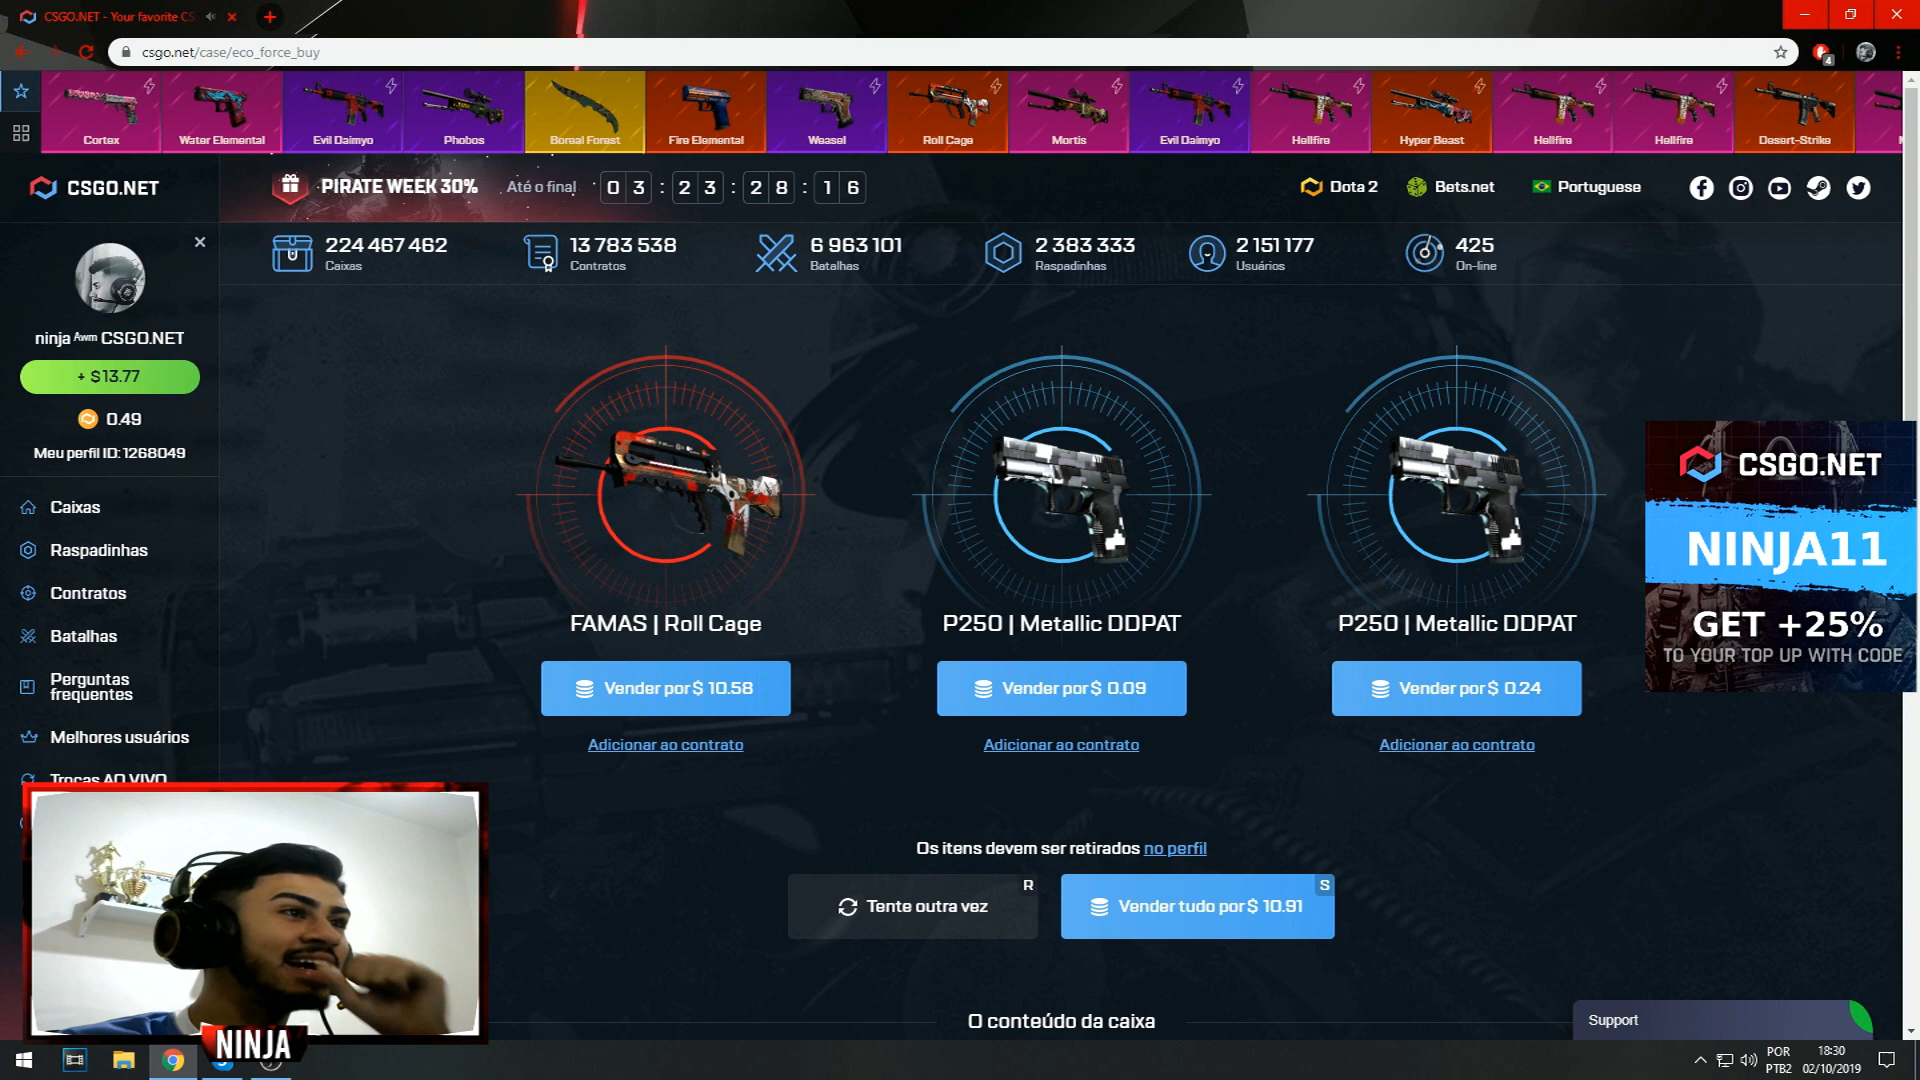 CSGO.NET - Your favorite CS
csgo.net/case/eco_force_buy
4
Cortex
Water Elemental
Evil Daimyo
Phobos
Boreal Forest
Fire Elemental
Weasel
Roll Cage
Mortis
Evil Daimyo
Hellfire
Hyper Beast
Hellfire
Hellfire
Desert-Strike
CSGO.NET
PIRATE WEEK 30%
Até o final
03 : 23 : 28 : 16
Dota 2
Bets.net
Portuguese
224 467 462
Caixas
13 783 538
Contratos
6 963 101
Batalhas
2 383 333
Raspadinhas
2 151 177
Usuários
425
On-line
ninja Awm CSGO.NET
+ $13.77
0.49
Meu perfil ID: 1268049
Caixas
Raspadinhas
Contratos
Batalhas
Perguntas
frequentes
Melhores usuários
Trocas AO VIVO
FAMAS | Roll Cage
Vender por $ 10.58
Adicionar ao contrato
P250 | Metallic DDPAT
Vender por $ 0.09
Adicionar ao contrato
P250 | Metallic DDPAT
Vender por $ 0.24
Adicionar ao contrato
CSGO.NET
NINJA11
GET +25%
TO YOUR TOP UP WITH CODE
Os itens devem ser retirados no perfil
Tente outra vez
R
Vender tudo por $ 10.91
S
O conteúdo da caixa
Support
NINJA
POR
PTB2
18:30
02/10/2019